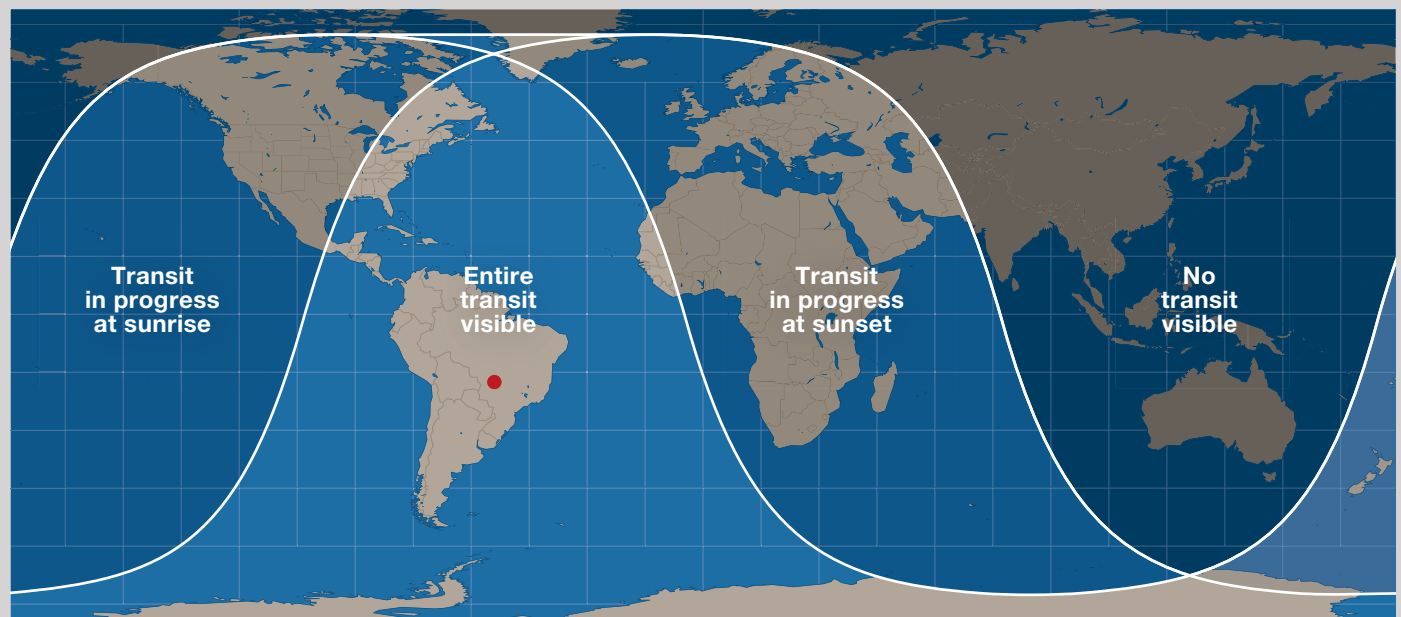 Transit
in progress
at sunrise
Entire
transit
visible
Transit
in progress
at sunset
No
transit
visible